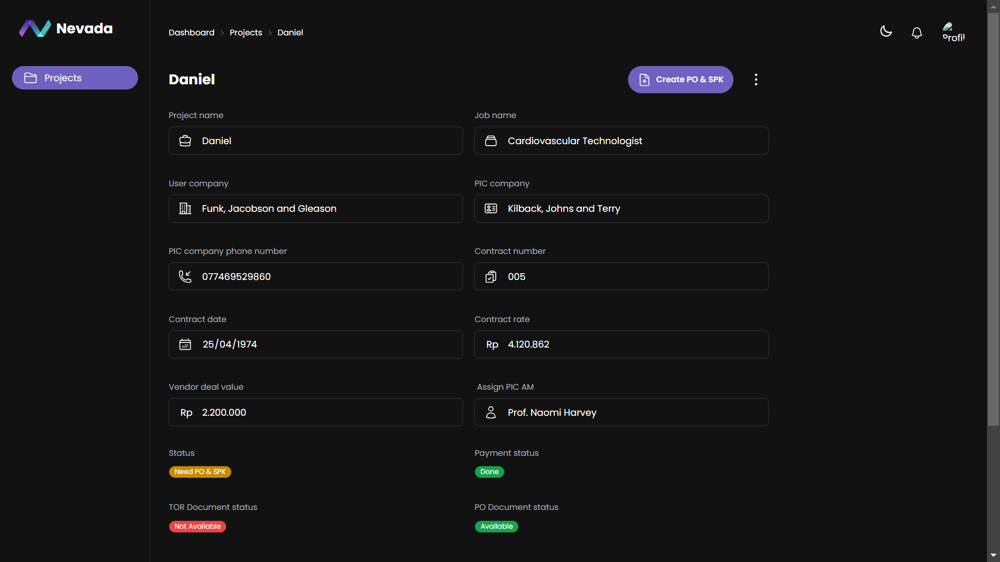 Nevada
Dashboard > Projects > Daniel
Profil
Projects
Daniel
Create PO & SPK
Project name
Job name
Daniel
Cardiovascular Technologist
User company
PIC company
Funk, Jacobson and Gleason
Kilback, Johns and Terry
PIC company phone number
Contract number
077469529860
005
Contract date
Contract rate
25/04/1974
Rp 4.120.862
Vendor deal value
Assign PIC AM
Rp 2.200.000
Prof. Naomi Harvey
Status
Payment status
Need PO & SPK
Done
TOR Document status
PO Document status
Not Available
Available